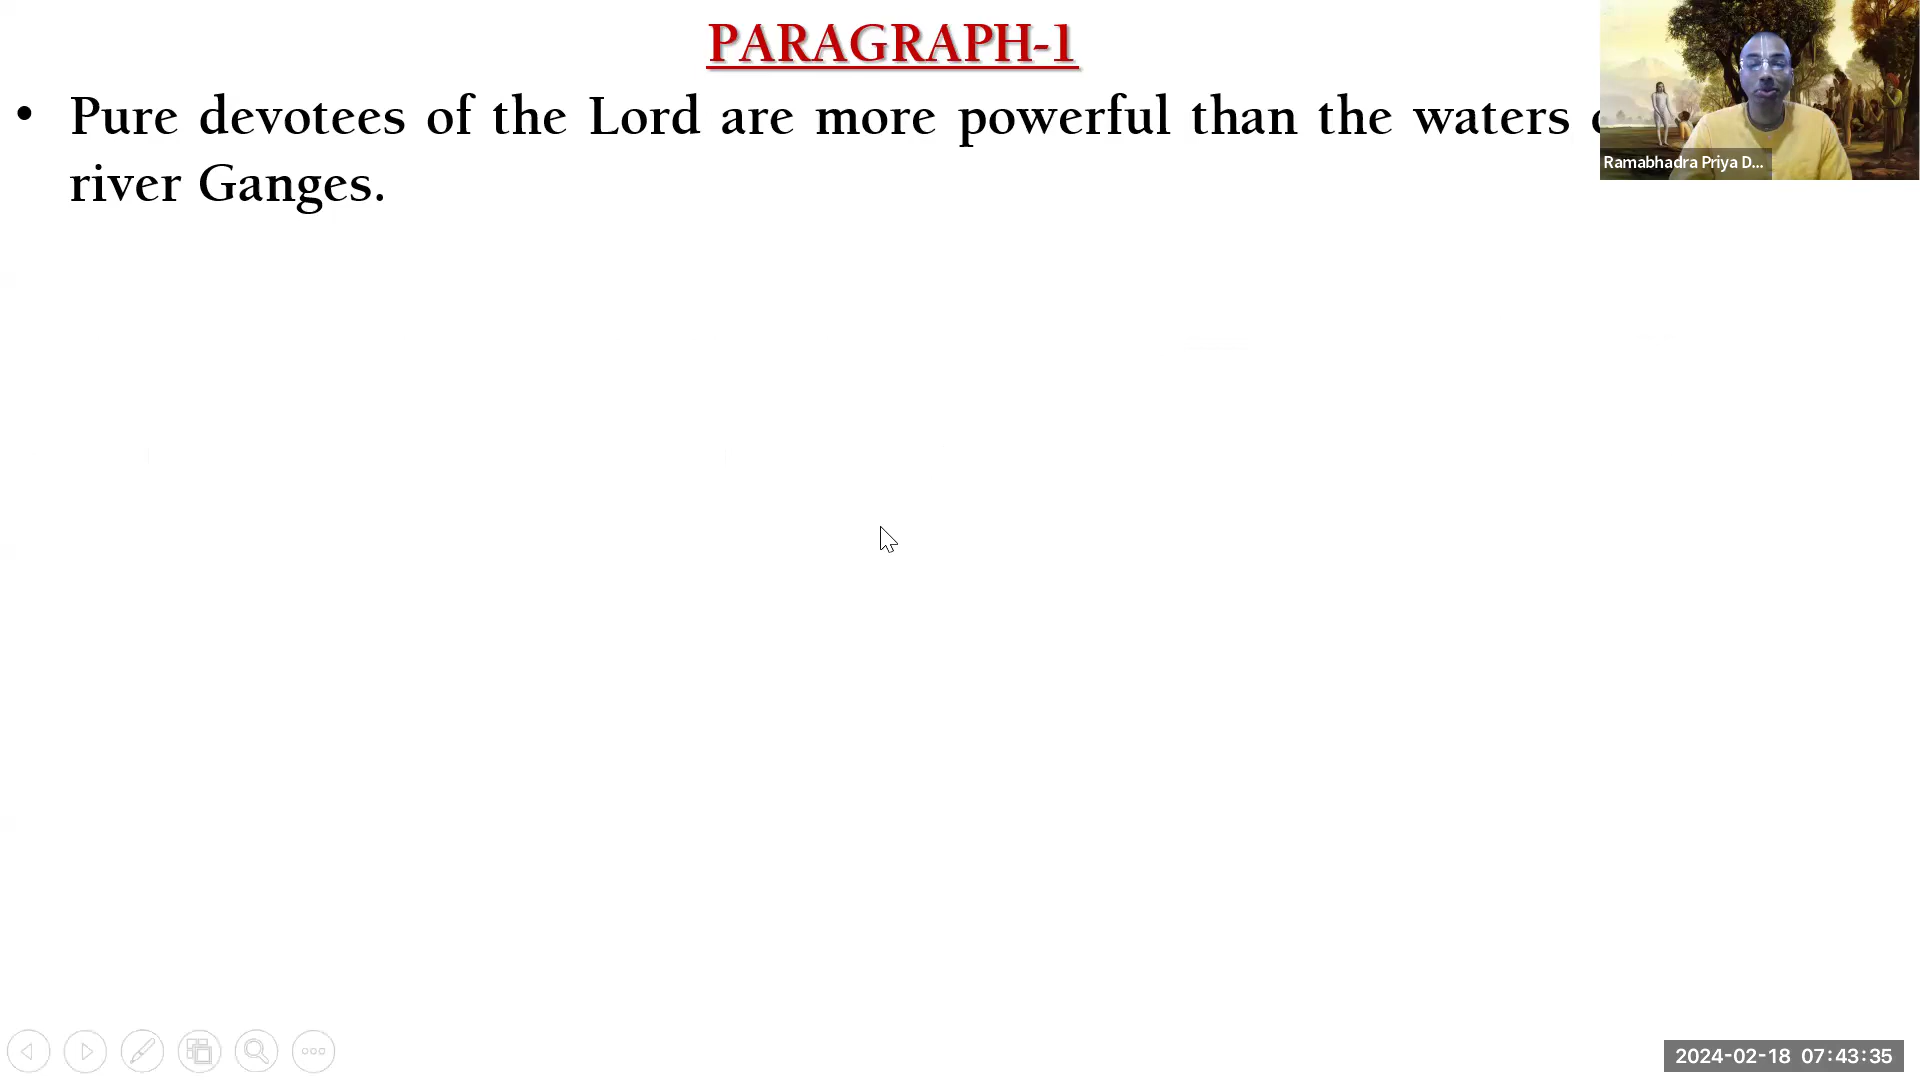 PARAGRAPH-1
• Pure devotees of the Lord are more powerful than the waters
river Ganges.
Ramabhadra Priya D...
2024-02-18 07:43:35